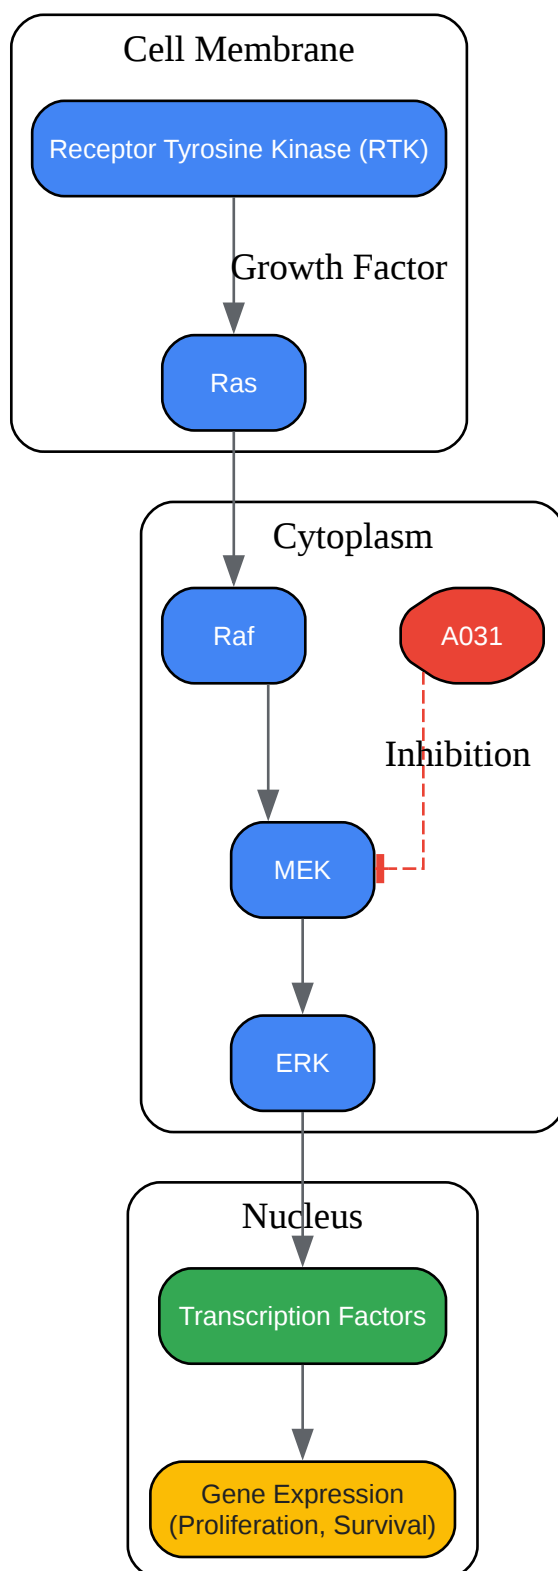 Cell Membrane
Receptor Tyrosine Kinase (RTK)
Growth Factor
Ras
Cytoplasm
Raf
A031
Inhibition
MEK
ERK
Nucleus
Transcription Factors
Gene Expression
(Proliferation, Survival)